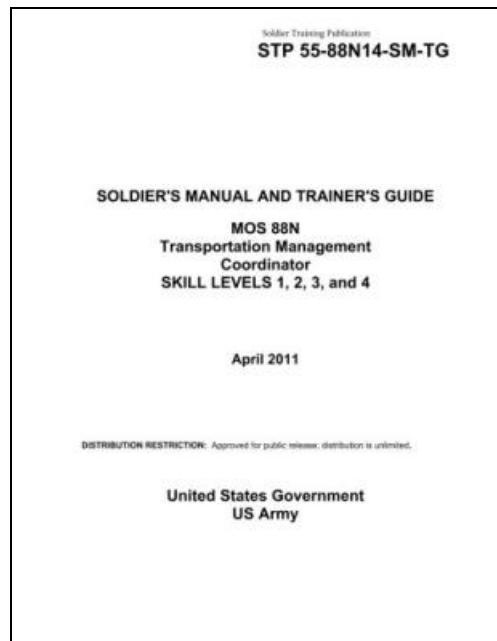 Soldier Training Publication
STP 55-88N14-SM-TG
SOLDIER'S MANUAL AND TRAINER'S GUIDE
MOS 88N
Transportation Management
Coordinator
SKILL LEVELS 1, 2, 3, and 4
April 2011
DISTRIBUTION RESTRICTION: Approved for public release; distribution is unlimited.
United States Government
US Army